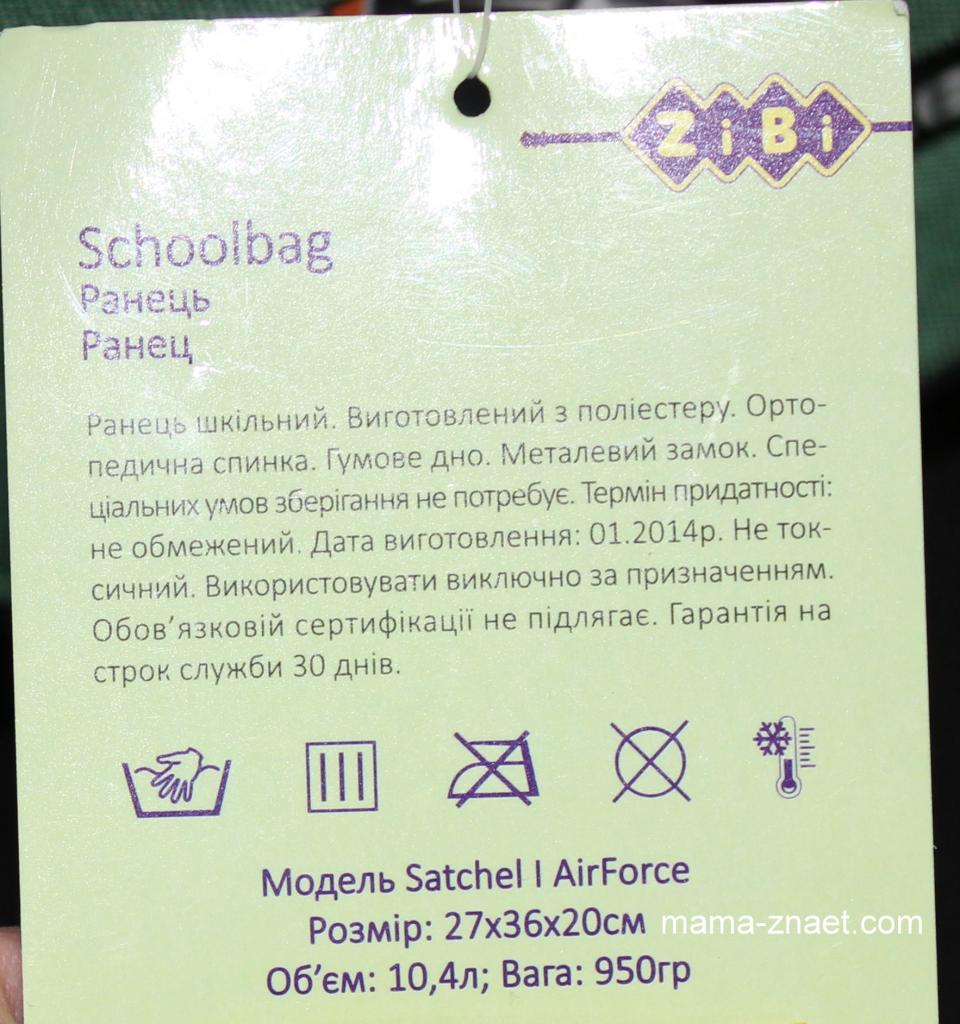 ZiBi
Schoolbag
Ранець
Ранец
Ранець шкільний. Виготовлений з поліестеру. Орто-
педична спинка. Гумове дно. Металевий замок. Спе-
ціальних умов зберігання не потребує. Термін придатності:
не обмежений. Дата виготовлення: 01.2014р. Не ток-
сичний. Використовувати виключно за призначенням.
Обов’язковій сертифікації не підлягає. Гарантія на
строк служби 30 днів.
Модель Satchel I AirForce
Розмір: 27х36х20см
mama-znaet.com
Об’єм: 10,4л; Вага: 950гр